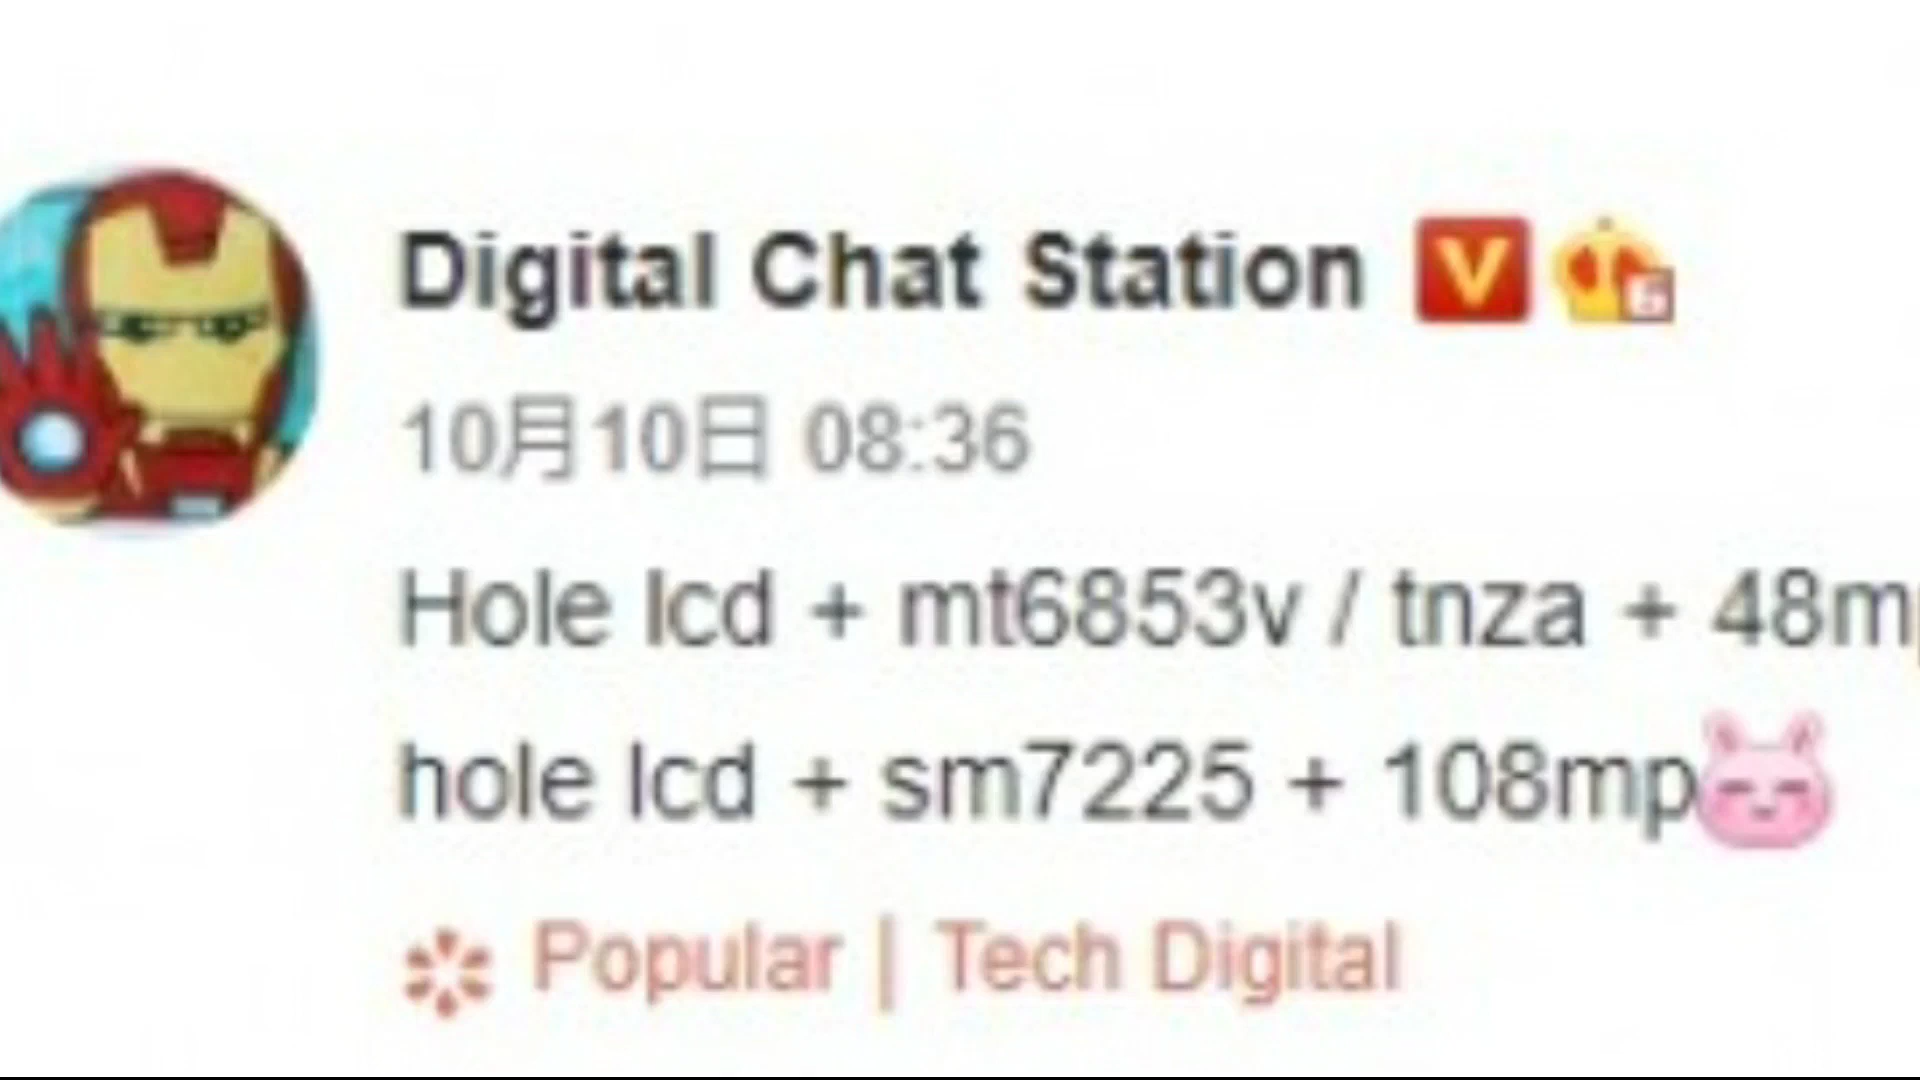 Digital Chat Station
10月10日 08:36
Hole lcd + mt6853v / tnza + 48mp
hole lcd + sm7225 + 108mp
Popular | Tech Digital